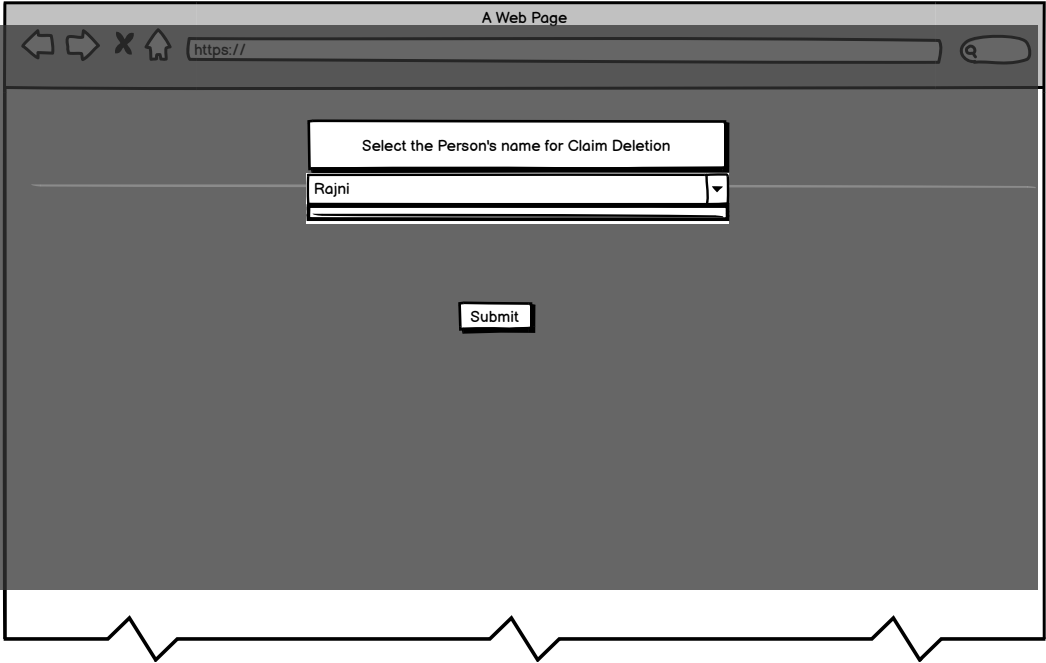 A Web Page
https://
Select the Person's name for Claim Deletion
Rajni
Submit